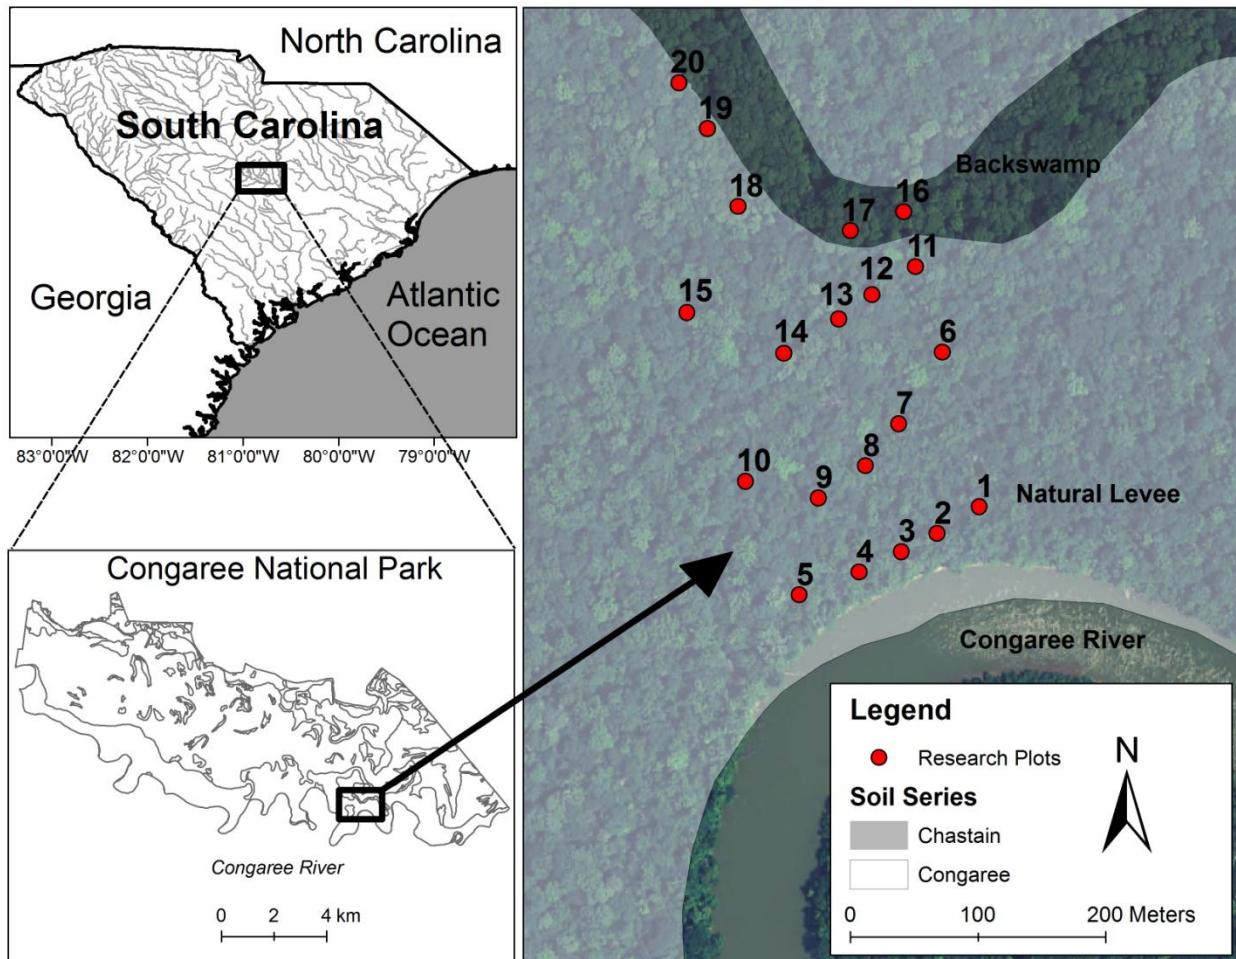 North Carolina
South Carolina
Georgia
Atlantic
Ocean
83°0'0"W
82°0'0"W
81°0'0"W
80°0'0"W
79°0'0"W
Congaree National Park
Congaree River
0 2 4 km
20
19
Backswamp
18
16
17
11
12
15
13
14
6
7
8
10
9
1
Natural Levee
2
3
4
5
Congaree River
Legend
Research Plots
Soil Series
Chastain
Congaree
N
0 100 200 Meters